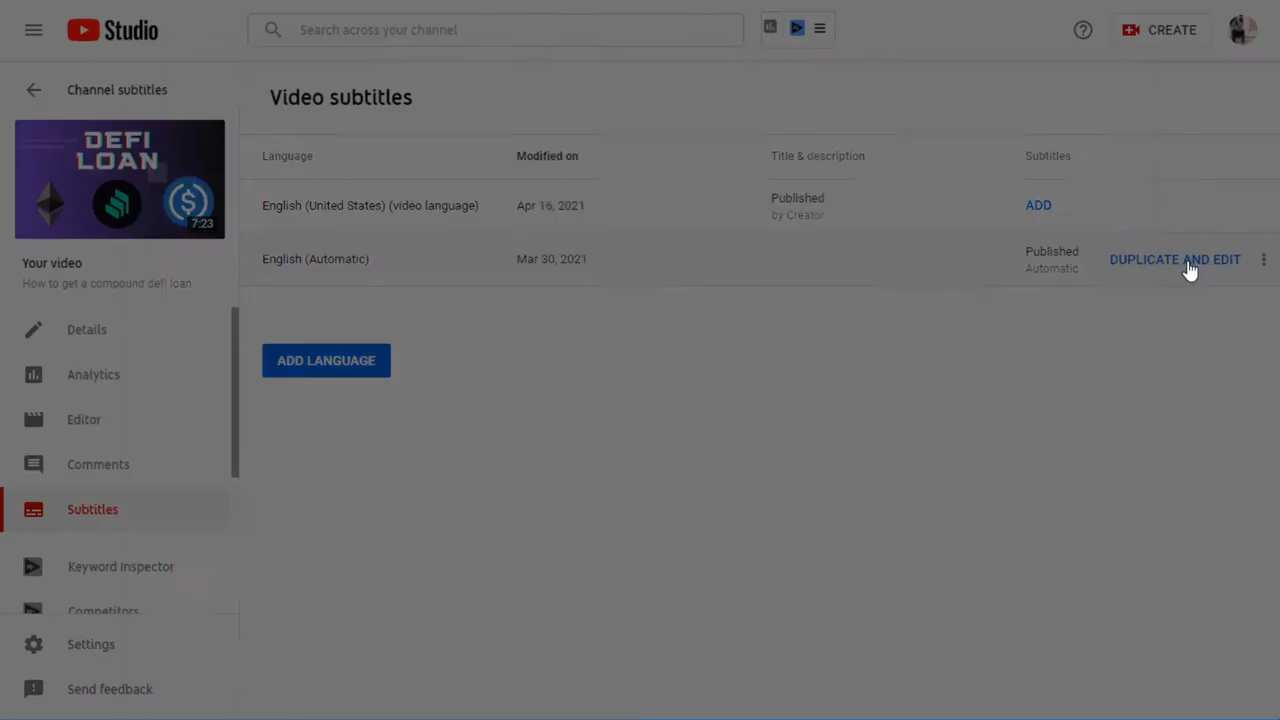 Studio
Search across your channel
CREATE
Channel subtitles
Video subtitles
DEFI
LOAN
7:23
Language
Modified on
Title & description
Subtitles
English (United States) (video language)
Apr 16, 2021
Published
by Creator
ADD
English (Automatic)
Mar 30, 2021
Published
Automatic
DUPLICATE AND EDIT
Your video
How to get a compound defi loan
ADD LANGUAGE
Details
Analytics
Editor
Comments
Subtitles
Keyword Inspector
Competitors
Settings
Send feedback